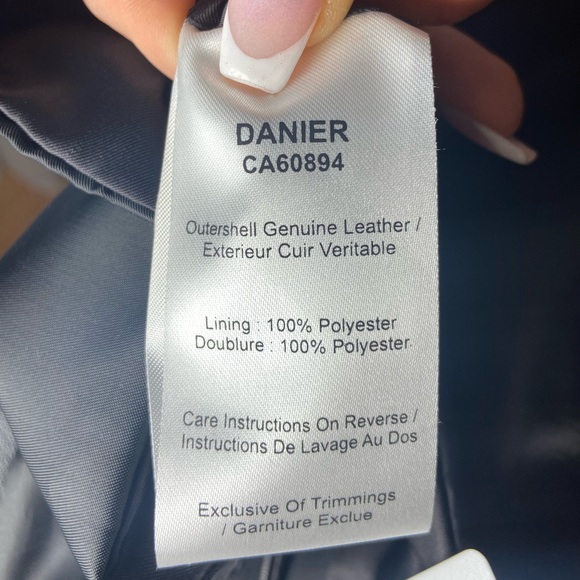 DANIER
CA60894
Outershell Genuine Leather /
Exterieur Cuir Veritable
Lining : 100% Polyester
Doublure : 100% Polyester
Care Instructions On Reverse /
Instructions De Lavage Au Dos
Exclusive Of Trimmings
/ Garniture Exclue